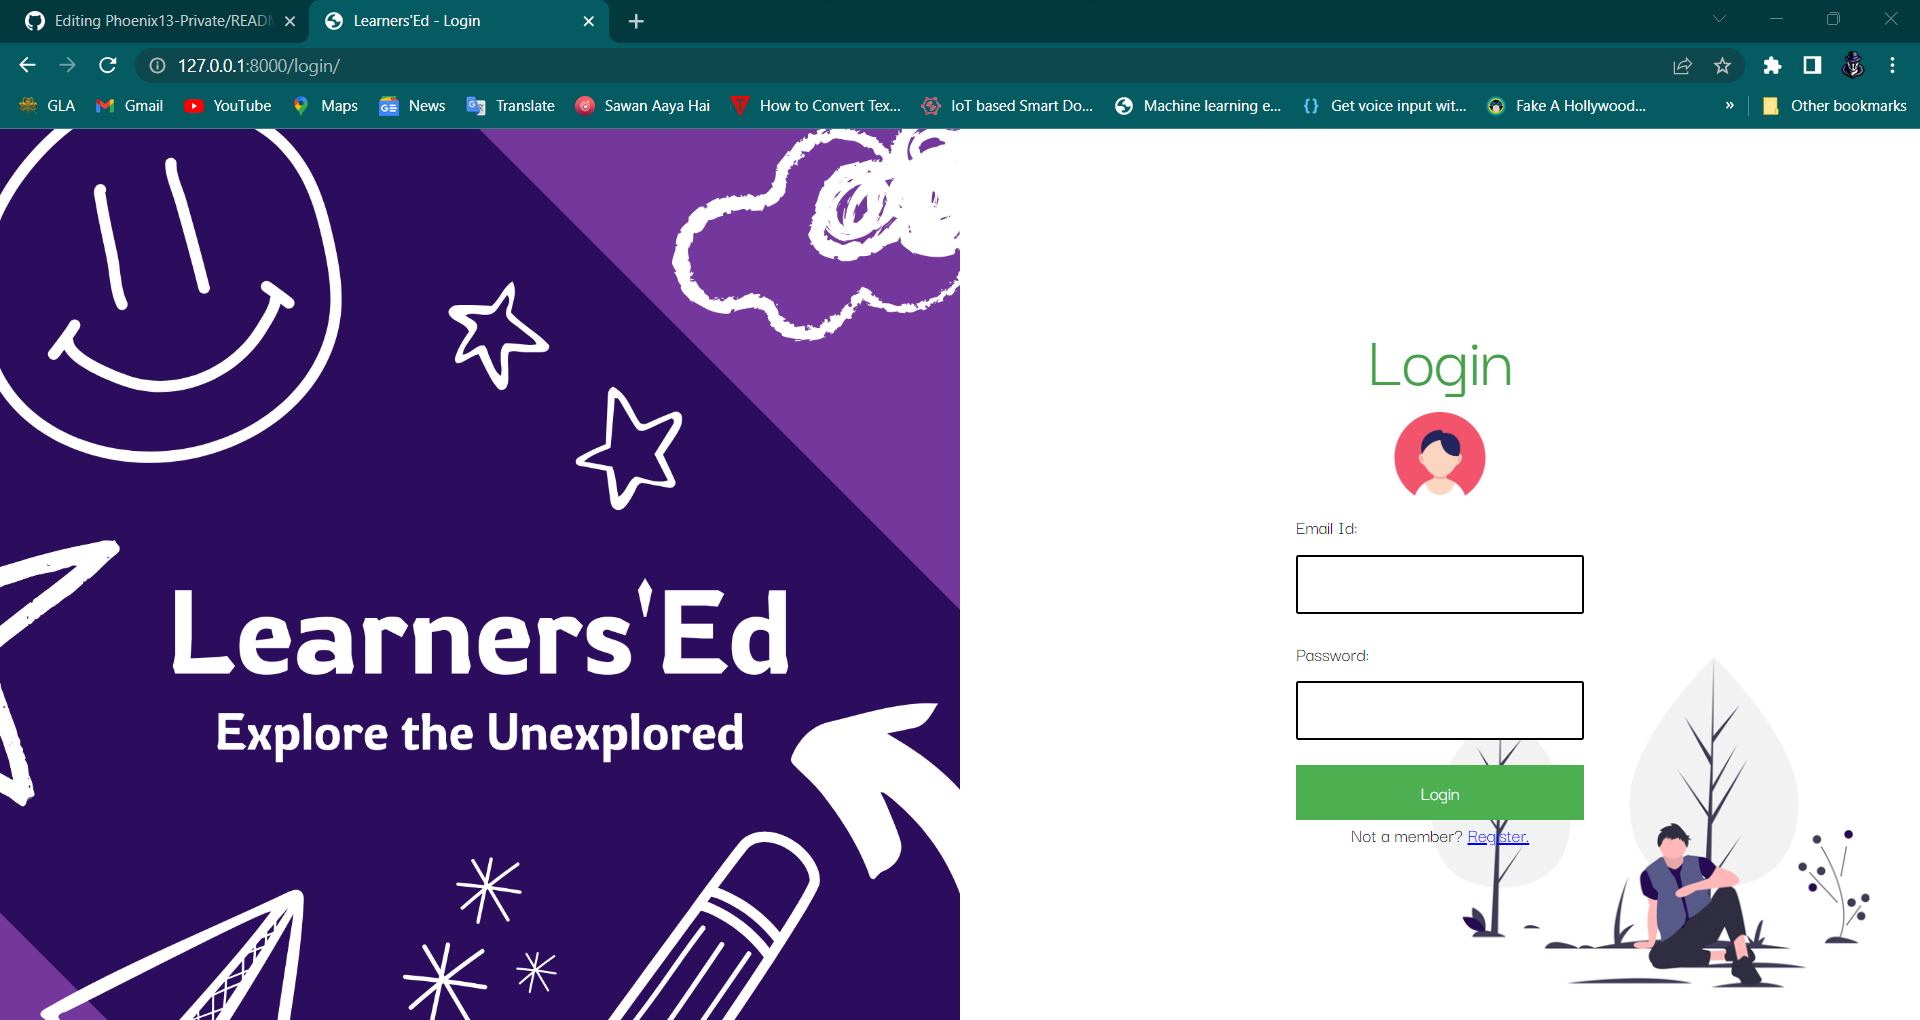 Editing Phoenix13-Private/READ
Learners'Ed - Login
127.0.0.1:8000/login/
GLA
Gmail
YouTube
Maps
News
Translate
Sawan Aaya Hai
How to Convert Tex...
IoT based Smart Do...
Machine learning e...
Get voice input wit...
Fake A Hollywood...
»
Other bookmarks
Learners'Ed
Explore the Unexplored
Login
Email Id:
Password:
Login
Not a member? Register.